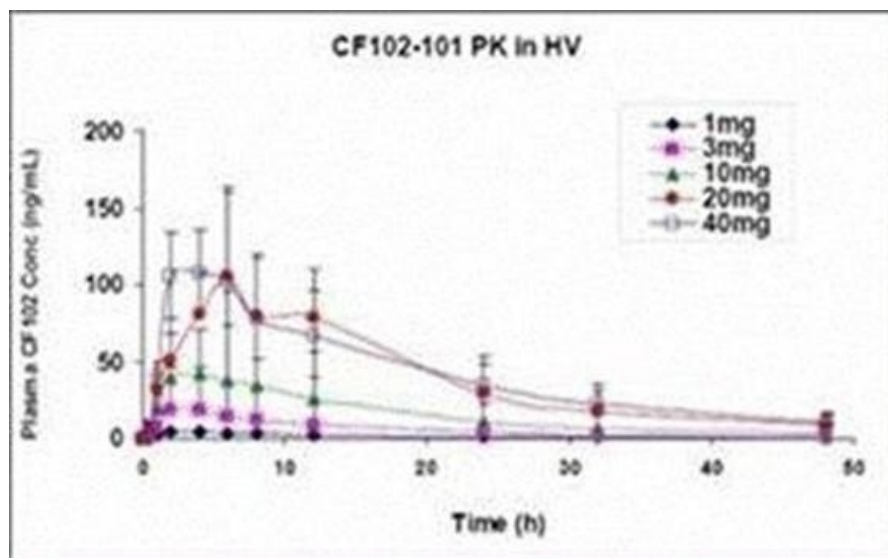 CF102-101 PK in HV
200
150
100
50
0
Plasma CF102 Conc (ng/mL)
1mg
3mg
10mg
20mg
40mg
0 10 20 30 40 50
Time (h)